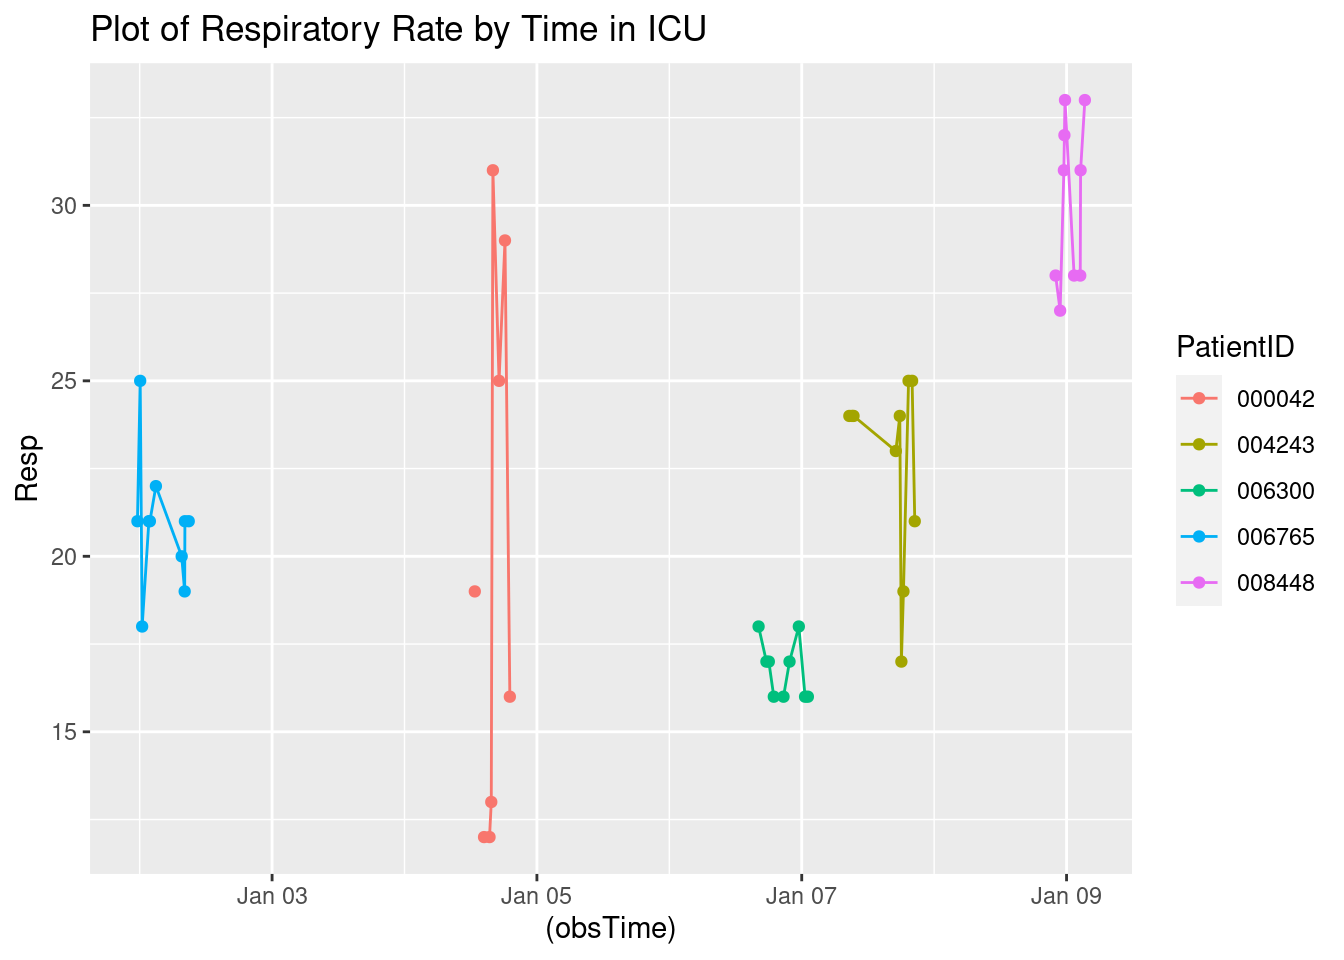 Plot of Respiratory Rate by Time in ICU
Resp
30
25
20
15
Jan 03 Jan 05 Jan 07 Jan 09
(obsTime)
PatientID
000042
004243
006300
006765
008448